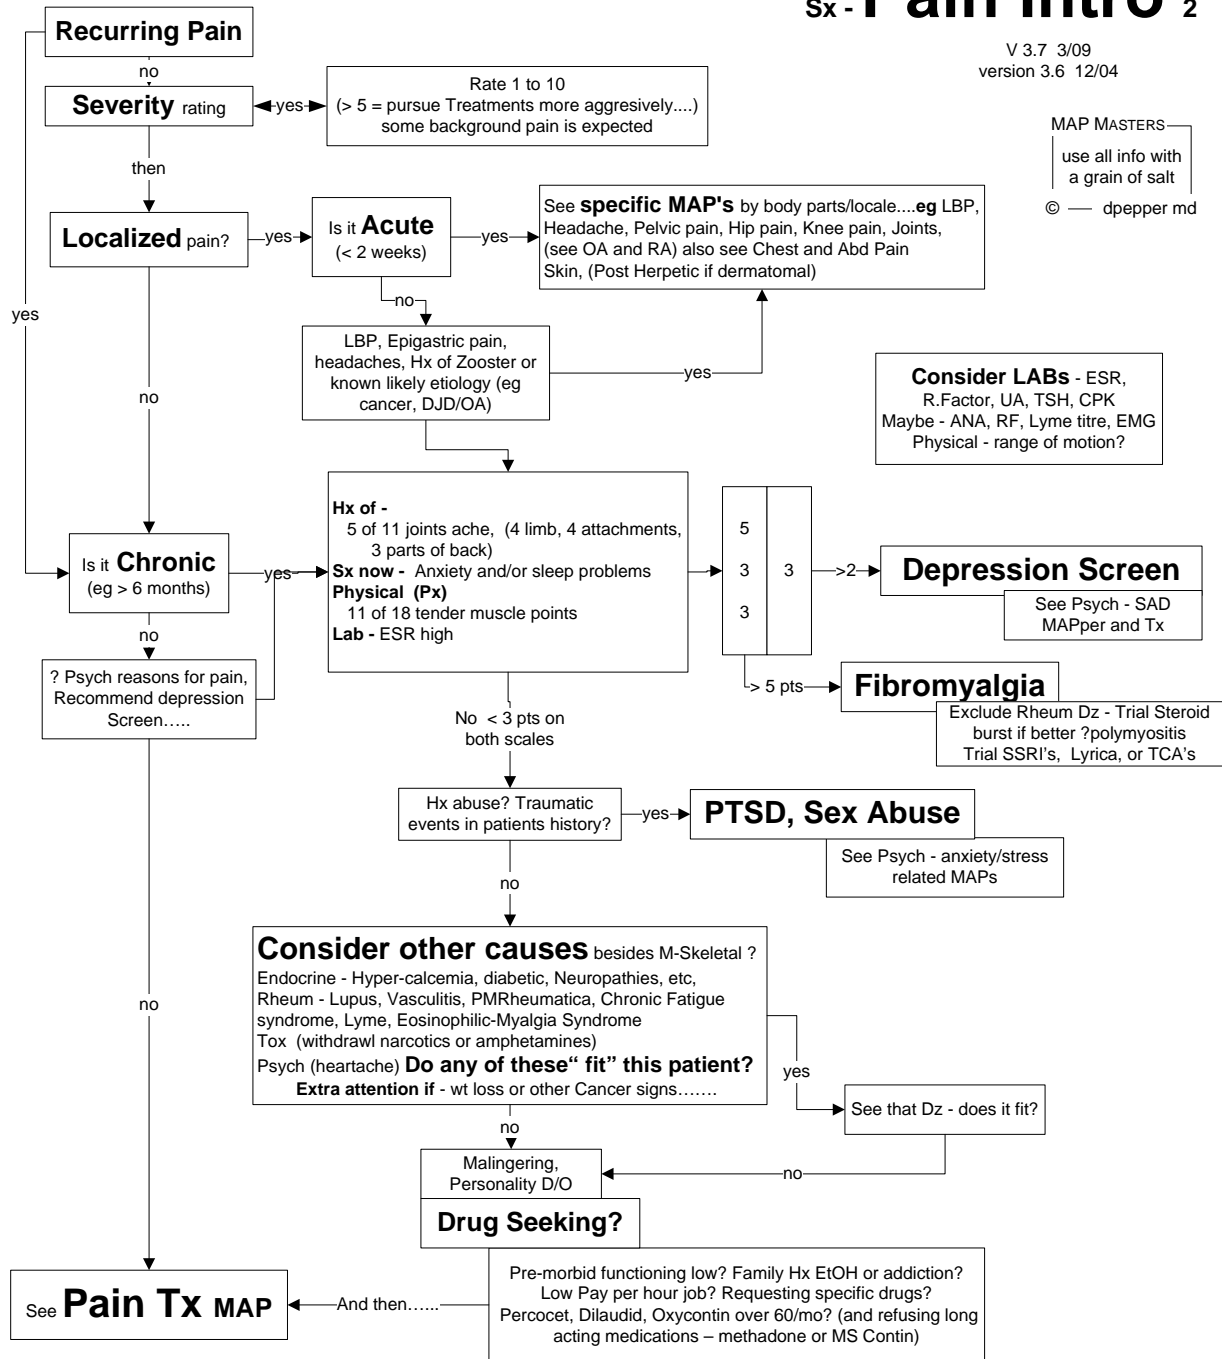 Sx - Pain Intro 2
V 3.7 3/09
version 3.6 12/04
MAP MASTERS
use all info with
a grain of salt
© — dpepper md
Recurring Pain
no
yes
Severity rating
yes
Rate 1 to 10
(> 5 = pursue Treatments more aggresively....)
some background pain is expected
then
Localized pain?
yes
Is it Acute
(< 2 weeks)
yes
See specific MAP's by body parts/locale....eg LBP,
Headache, Pelvic pain, Hip pain, Knee pain, Joints,
(see OA and RA) also see Chest and Abd Pain
Skin, (Post Herpetic if dermatomal)
no
LBP, Epigastric pain,
headaches, Hx of Zooster or
known likely etiology (eg
cancer, DJD/OA)
yes
Consider LABs - ESR,
R.Factor, UA, TSH, CPK
Maybe - ANA, RF, Lyme titre, EMG
Physical - range of motion?
no
Is it Chronic
(eg > 6 months)
yes
Hx of -
5 of 11 joints ache, (4 limb, 4 attachments,
3 parts of back)
Sx now - Anxiety and/or sleep problems
Physical (Px)
11 of 18 tender muscle points
Lab - ESR high
5
3 3
3
>2
Depression Screen
See Psych - SAD
MAPper and Tx
> 5 pts
Fibromyalgia
Exclude Rheum Dz - Trial Steroid
burst if better ?polymyositis
Trial SSRI's, Lyrica, or TCA's
no
? Psych reasons for pain,
Recommend depression
Screen…..
No < 3 pts on
both scales
Hx abuse? Traumatic
events in patients history?
yes
PTSD, Sex Abuse
See Psych - anxiety/stress
related MAPs
no
Consider other causes besides M-Skeletal ?
Endocrine - Hyper-calcemia, diabetic, Neuropathies, etc,
Rheum - Lupus, Vasculitis, PMRheumatica, Chronic Fatigue
syndrome, Lyme, Eosinophilic-Myalgia Syndrome
Tox (withdrawl narcotics or amphetamines)
Psych (heartache) Do any of these“ fit” this patient?
Extra attention if - wt loss or other Cancer signs…….
yes
See that Dz - does it fit?
no
no
Malingering,
Personality D/O
Drug Seeking?
Pre-morbid functioning low? Family Hx EtOH or addiction?
Low Pay per hour job? Requesting specific drugs?
Percocet, Dilaudid, Oxycontin over 60/mo? (and refusing long
acting medications – methadone or MS Contin)
And then…...
no
See Pain Tx MAP